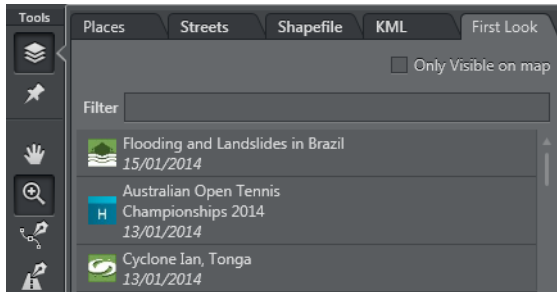 Tools
Places Streets Shapefile KML First Look
Only Visible on map
Filter
Flooding and Landslides in Brazil
15/01/2014
Australian Open Tennis
H Championships 2014
13/01/2014
Cyclone Ian, Tonga
13/01/2014